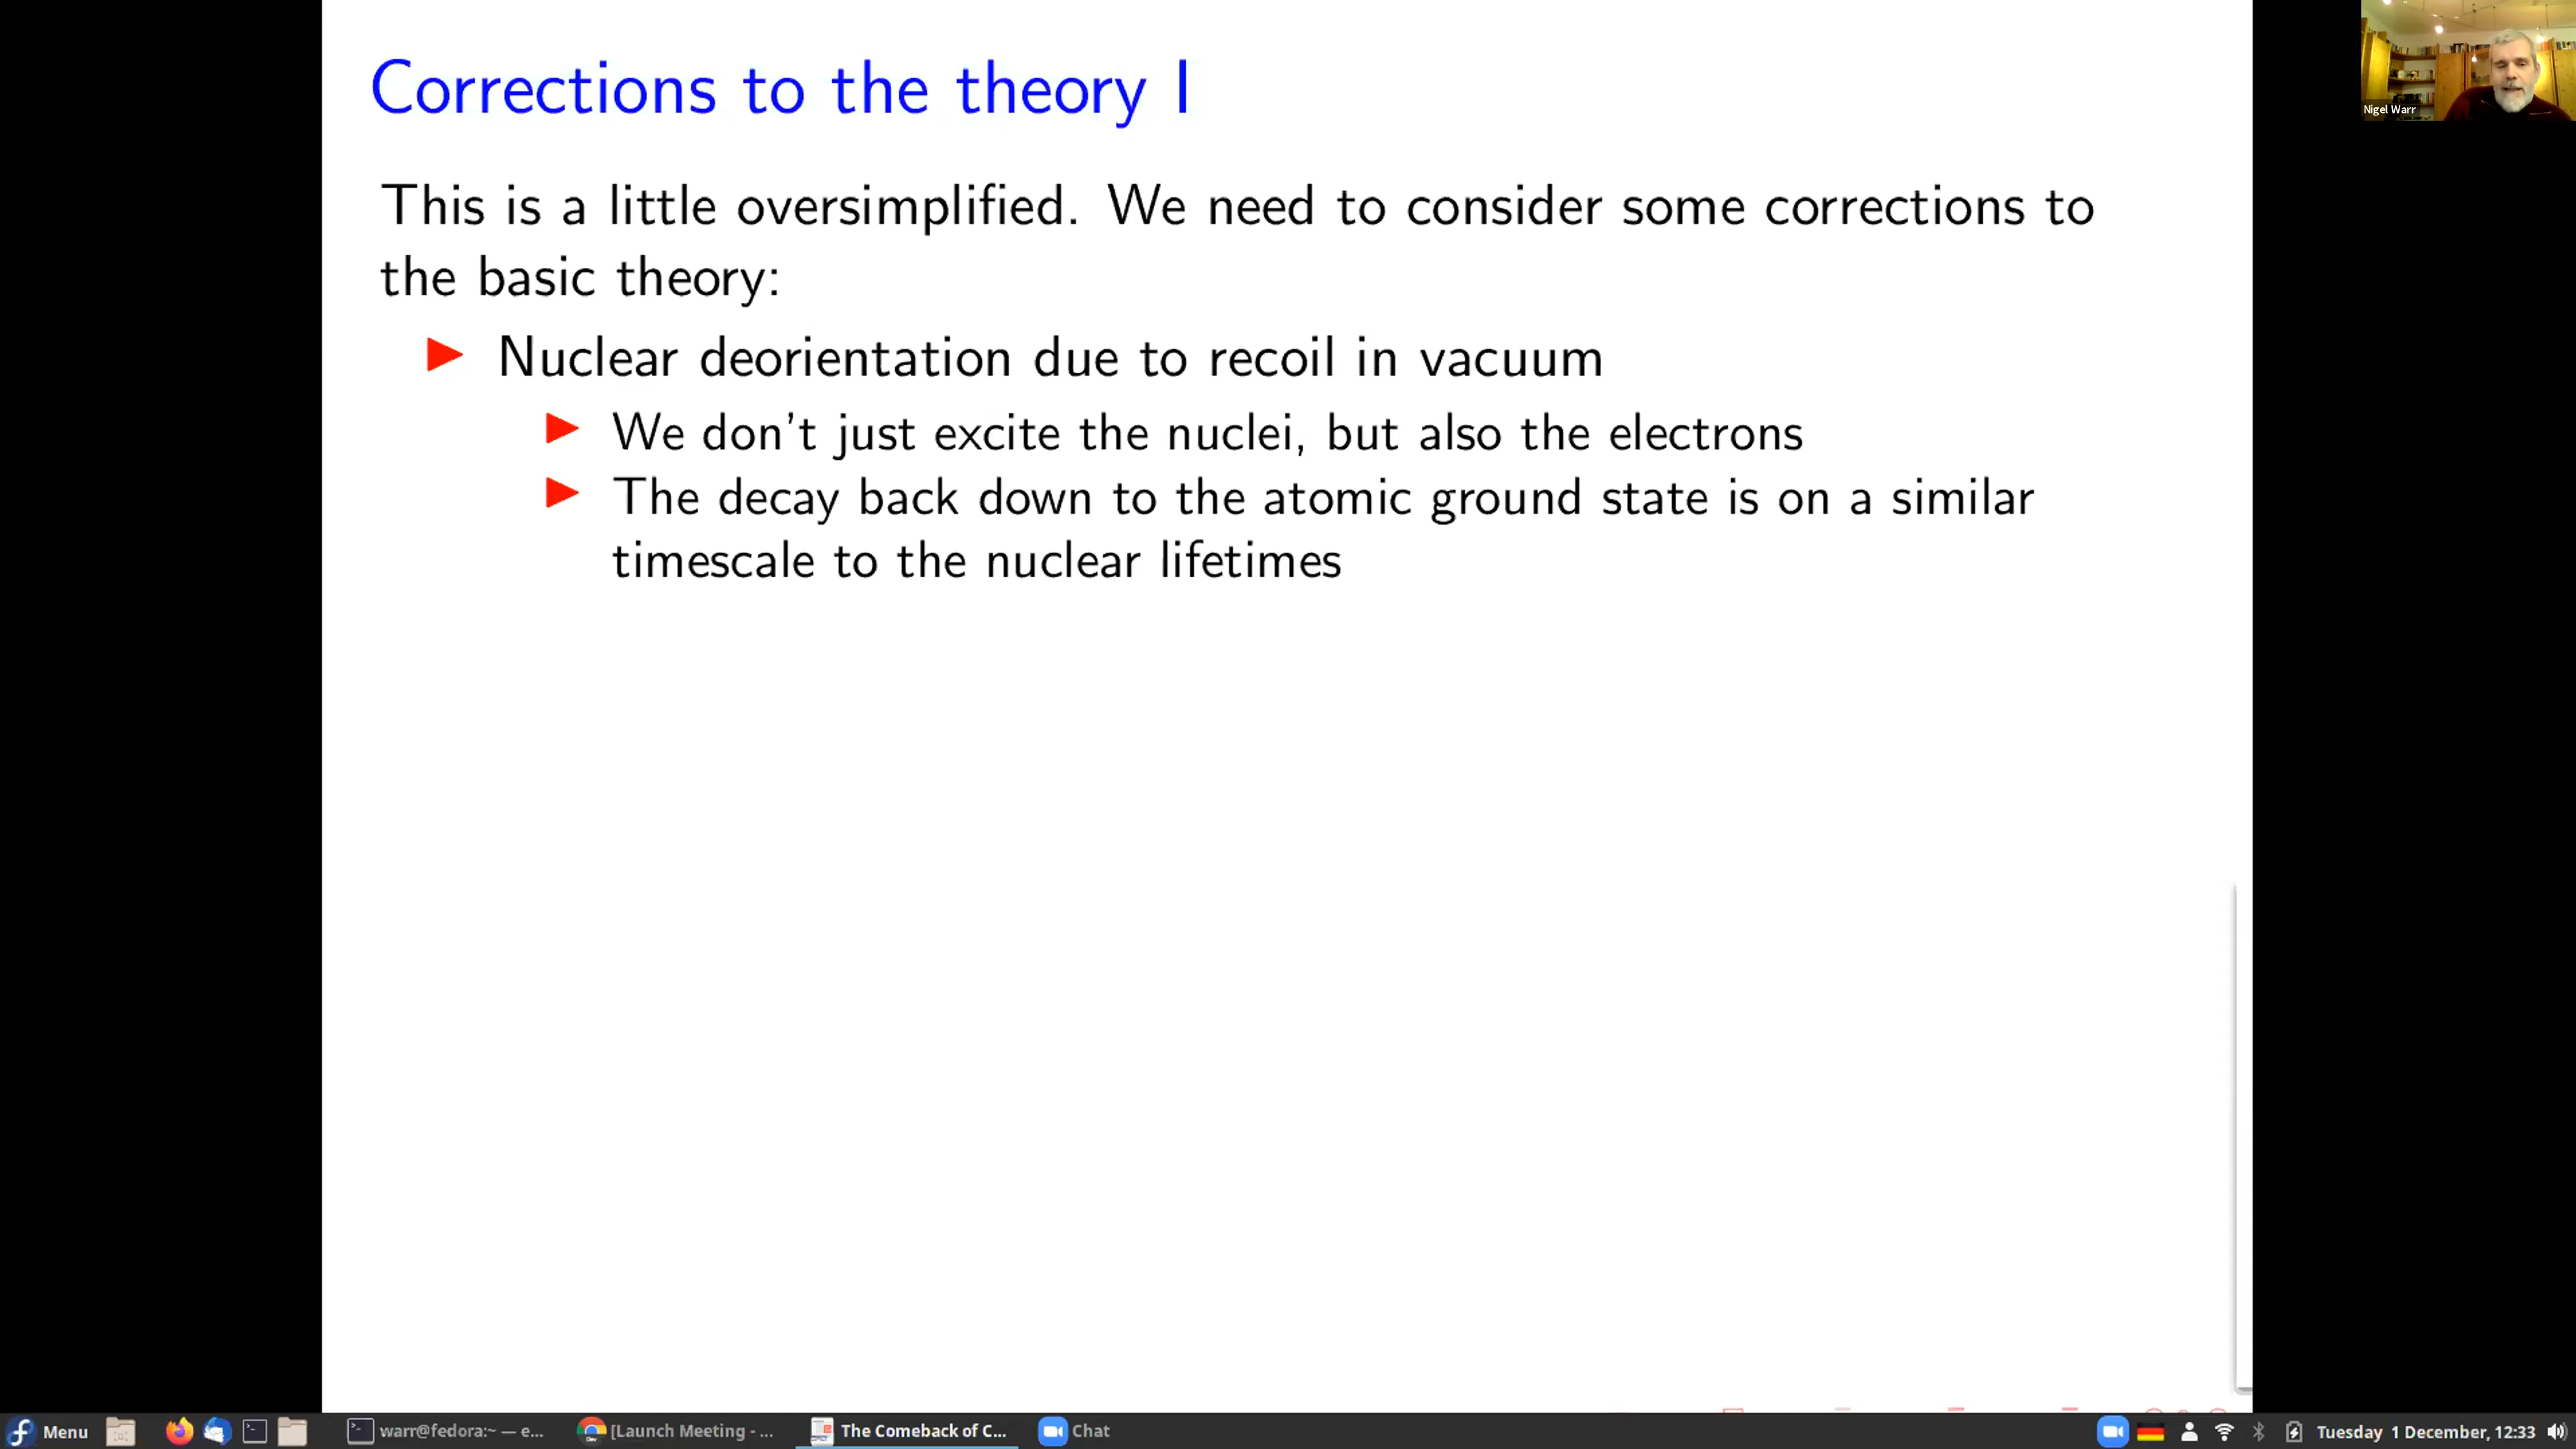 Corrections to the theory I
Nigel Warr
This is a little oversimplified. We need to consider some corrections to
the basic theory:
Nuclear deorientation due to recoil in vacuum
We don't just excite the nuclei, but also the electrons
The decay back down to the atomic ground state is on a similar
timescale to the nuclear lifetimes
Menu
warr@fedora:~ — e...
[Launch Meeting - ...
The Comeback of C...
Chat
Tuesday 1 December, 12:33